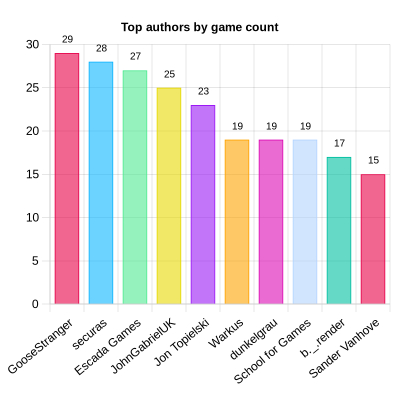 Top authors by game count
30
25
20
15
10
5
0
29
28
27
25
23
19
19
19
17
15
GooseStranger
securas
Escada Games
JohnGabrielUK
Jon Topielski
Warkus
dunkelgrau
School for Games
b._.render
Sander Vanhove